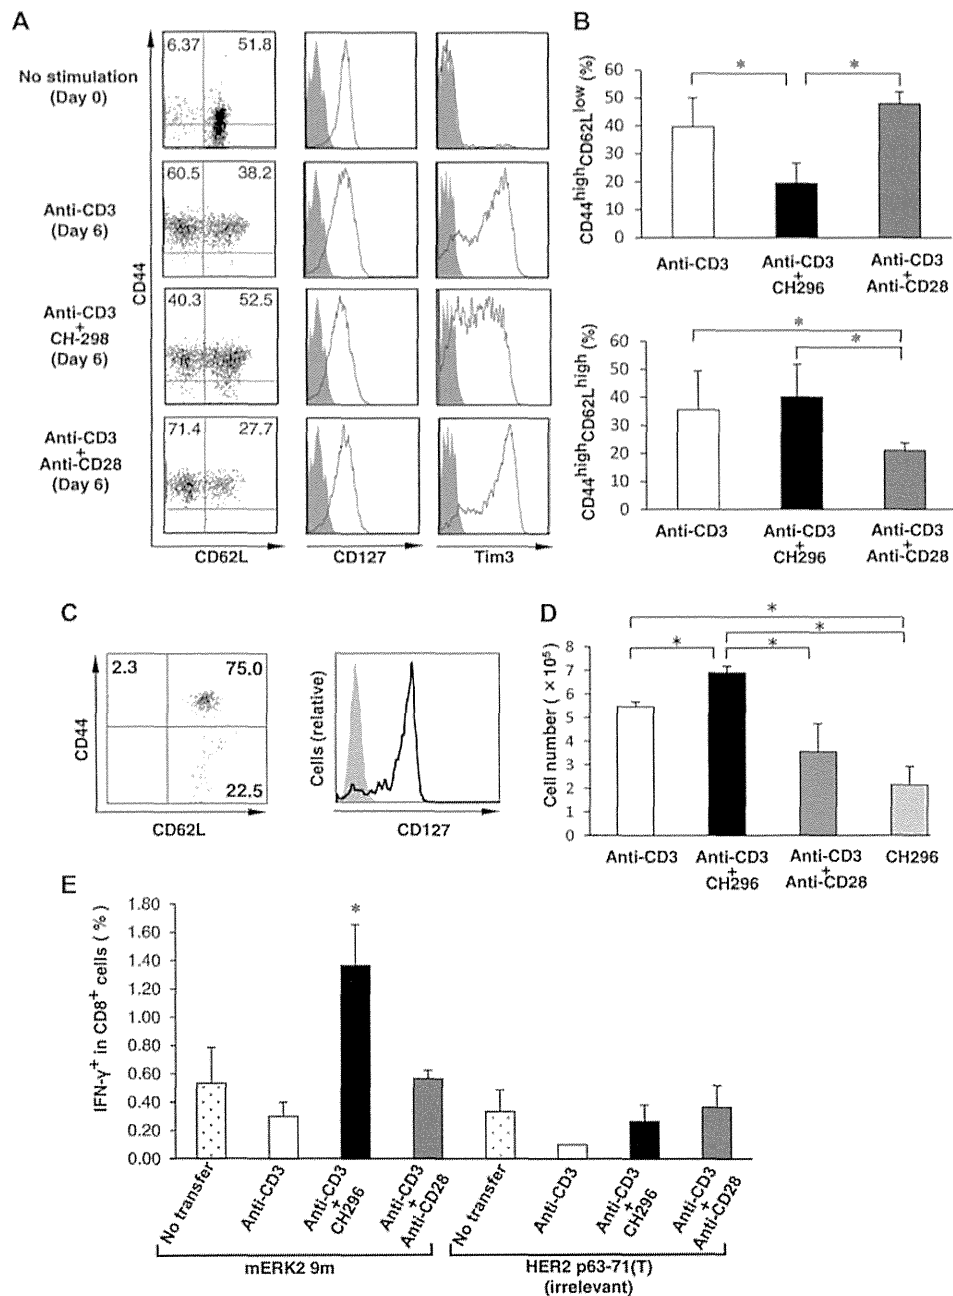 A
No stimulation
(Day 0)
6.37 51.8
Anti-CD3
(Day 6)
60.5 38.2
Anti-CD3
+
CH-298
(Day 6)
40.3 52.5
Anti-CD3
+
Anti-CD28
(Day 6)
71.4 27.7
CD44
CD62L
CD127
Tim3
B
CD44highCD62Llow (%)
60
50
40
30
20
10
0
* *
Anti-CD3
Anti-CD3
+
CH296
Anti-CD3
+
Anti-CD28
CD44highCD62Lhigh (%)
60
50
40
30
20
10
0
*
*
Anti-CD3
Anti-CD3
+
CH296
Anti-CD3
+
Anti-CD28
C
2.3 75.0
22.5
CD44
CD62L
Cells (relative)
CD127
D
Cell number ( ×10⁵)
8
7
6
5
4
3
2
1
0
*
*
* *
Anti-CD3
Anti-CD3
+
CH296
Anti-CD3
+
Anti-CD28
CH296
E
IFN-γ⁺ in CD8⁺ cells ( % )
1.80
1.60
1.40
1.20
1.00
0.80
0.60
0.40
0.20
0.00
*
No transfer
Anti-CD3
Anti-CD3
+
CH296
Anti-CD3
+
Anti-CD28
No transfer
Anti-CD3
Anti-CD3
+
CH296
Anti-CD3
+
Anti-CD28
mERK2 9m
HER2 p63-71(T)
(irrelevant)